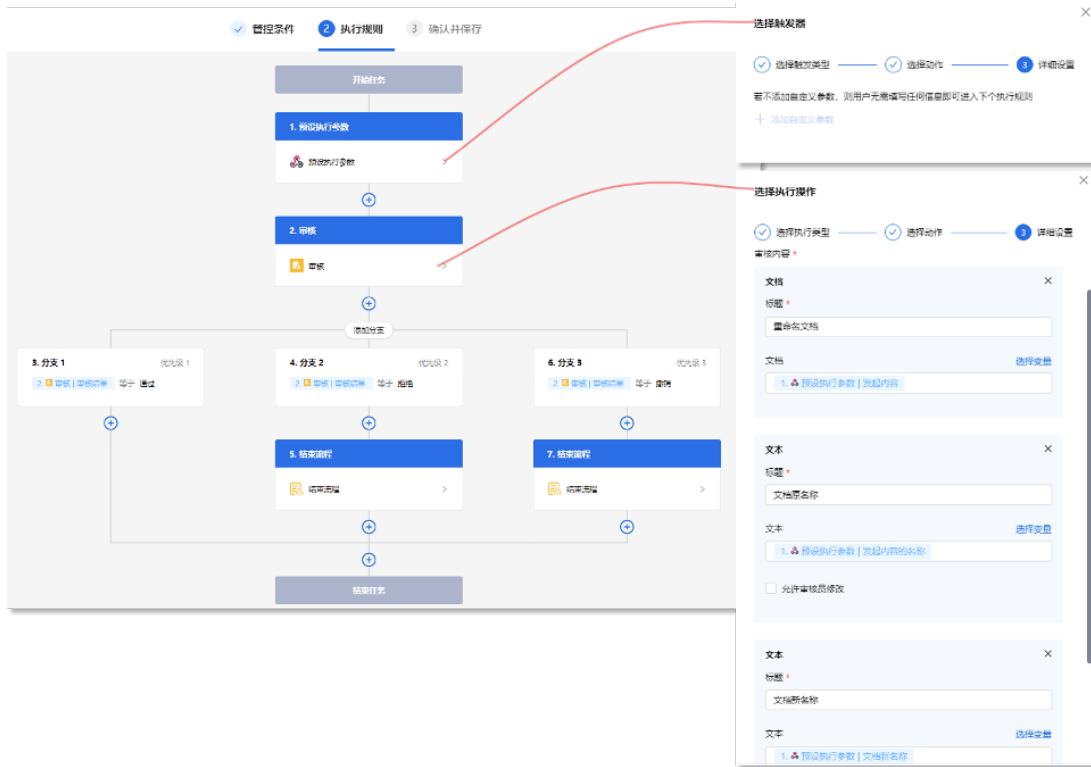 管控条件
2 执行规则
3 确认并保存
开始任务
1. 预设执行参数
预设执行参数
2. 审核
审核
添加分支
3. 分支 1 优先级 1
2. 审核 | 审核结果 等于 通过
4. 分支 2 优先级 2
2. 审核 | 审核结果 等于 拒绝
6. 分支 3 优先级 3
2. 审核 | 审核结果 等于 撤销
5. 结束流程
结束流程
7. 结束流程
结束流程
结束任务
选择触发器
选择触发类型
选择动作
3 详细设置
若不添加自定义参数，则用户无需填写任何信息即可进入下个执行规则
添加自定义参数
选择执行操作
选择执行类型
选择动作
3 详细设置
审核内容 *
文档
标题 *
重命名文档
文档 选择变量
1. 预设执行参数 | 发起内容
文本
标题 *
文档原名称
文本 选择变量
1. 预设执行参数 | 发起内容的名称
允许审核员修改
文本
标题 *
文档新名称
文本 选择变量
1. 预设执行参数 | 文档新名称